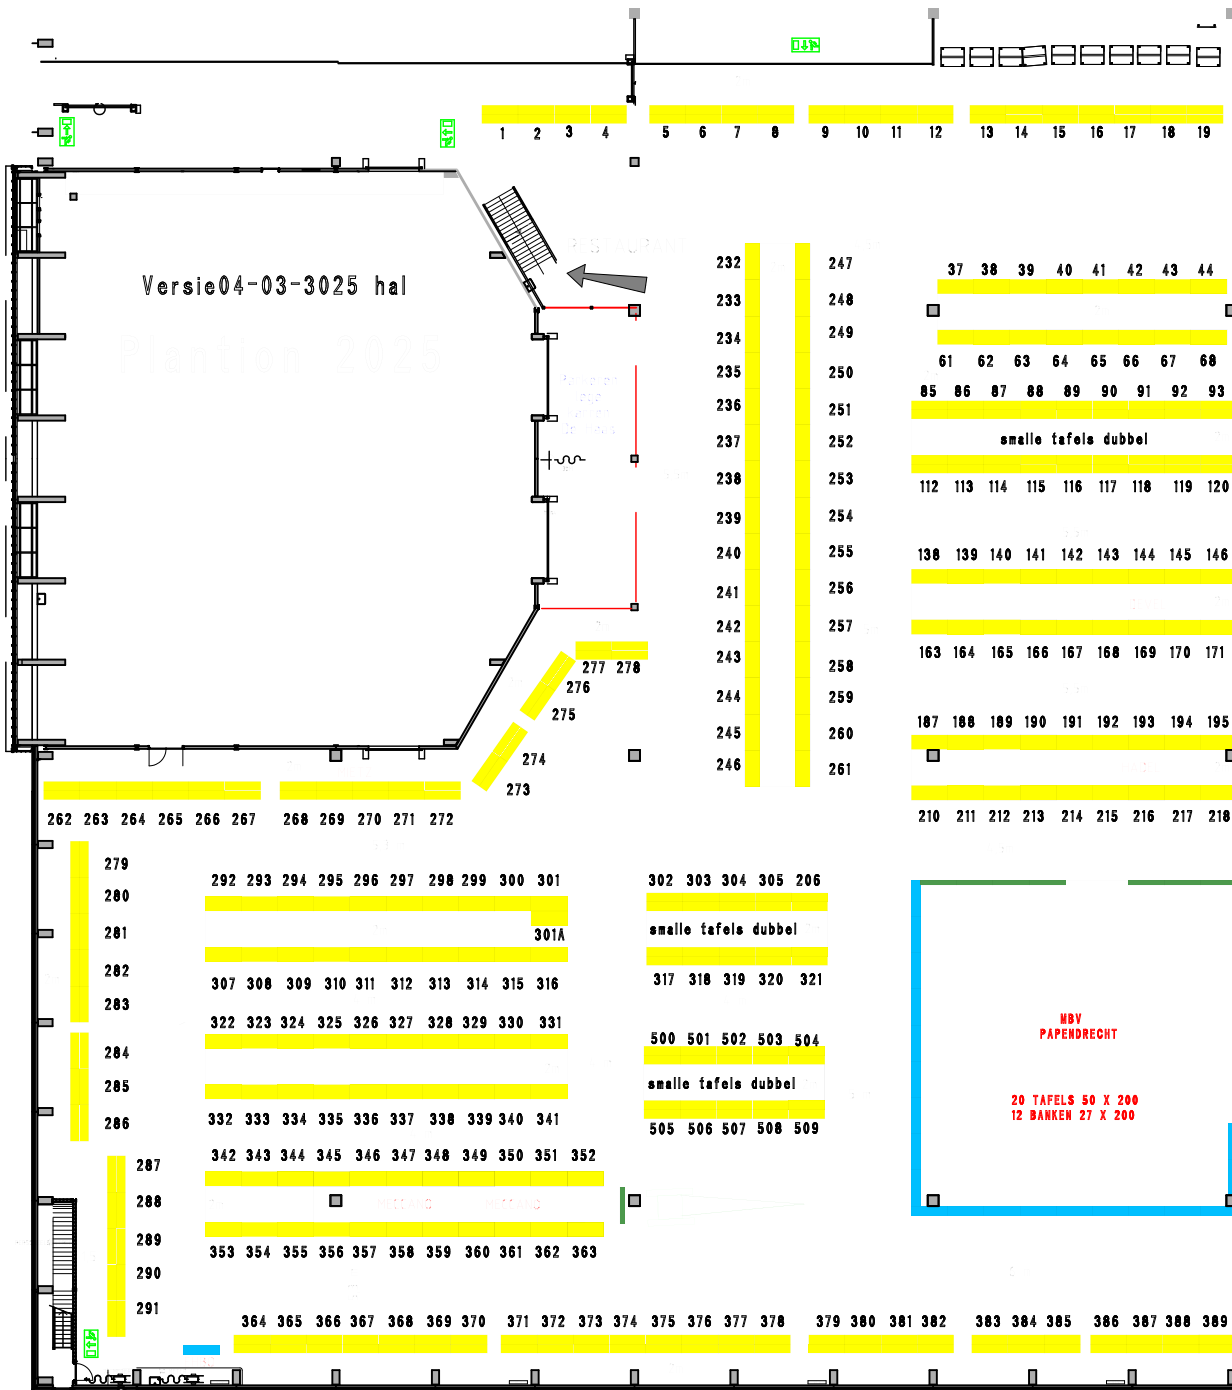 1 2 3 4 5 6 7 8 9 10 11 12 13 14 15 16 17 18 19
Versie04-03-3025 hal
Plantion 2025
232 247
233 248
234 249
235 250
236 251
237 252
238 253
239 254
240 255
241 256
242 257
243 258
244 259
245 260
246 261
37 38 39 40 41 42 43 44
61 62 63 64 65 66 67 68
85 86 87 88 89 90 91 92 93
smalle tafels dubbel
112 113 114 115 116 117 118 119 120
138 139 140 141 142 143 144 145 146
163 164 165 166 167 168 169 170 171
187 188 189 190 191 192 193 194 195
210 211 212 213 214 215 216 217 218
277 278
276
275
274
273
262 263 264 265 266 267 268 269 270 271 272
279
280
281
282
283
284
285
286
287
288
289
290
291
292 293 294 295 296 297 298 299 300 301
301A
307 308 309 310 311 312 313 314 315 316
322 323 324 325 326 327 328 329 330 331
332 333 334 335 336 337 338 339 340 341
342 343 344 345 346 347 348 349 350 351 352
353 354 355 356 357 358 359 360 361 362 363
302 303 304 305 206
smalle tafels dubbel
317 318 319 320 321
500 501 502 503 504
smalle tafels dubbel
505 506 507 508 509
MBV
PAPENDRECHT
20 TAFELS 50 X 200
12 BANKEN 27 X 200
364 365 366 367 368 369 370 371 372 373 374 375 376 377 378 379 380 381 382 383 384 385 386 387 388 389